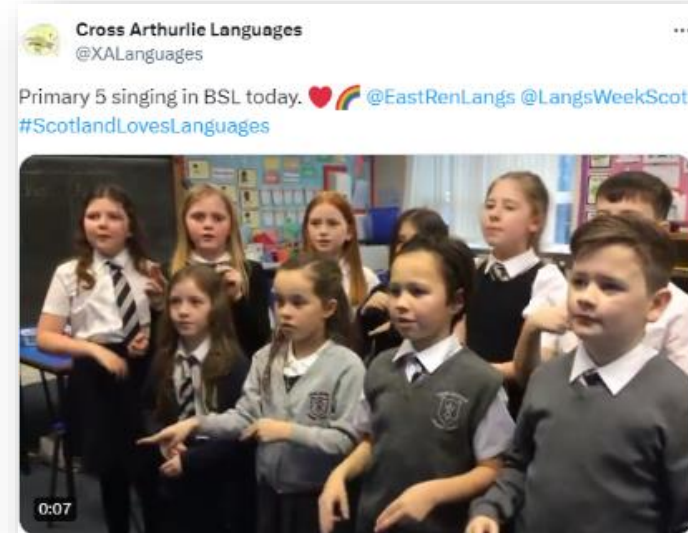 Cross Arthurlie Languages
@XALanguages
Primary 5 singing in BSL today. ❤️🌈 @EastRenLangs @LangsWeekScot
#ScotlandLovesLanguages
0:07